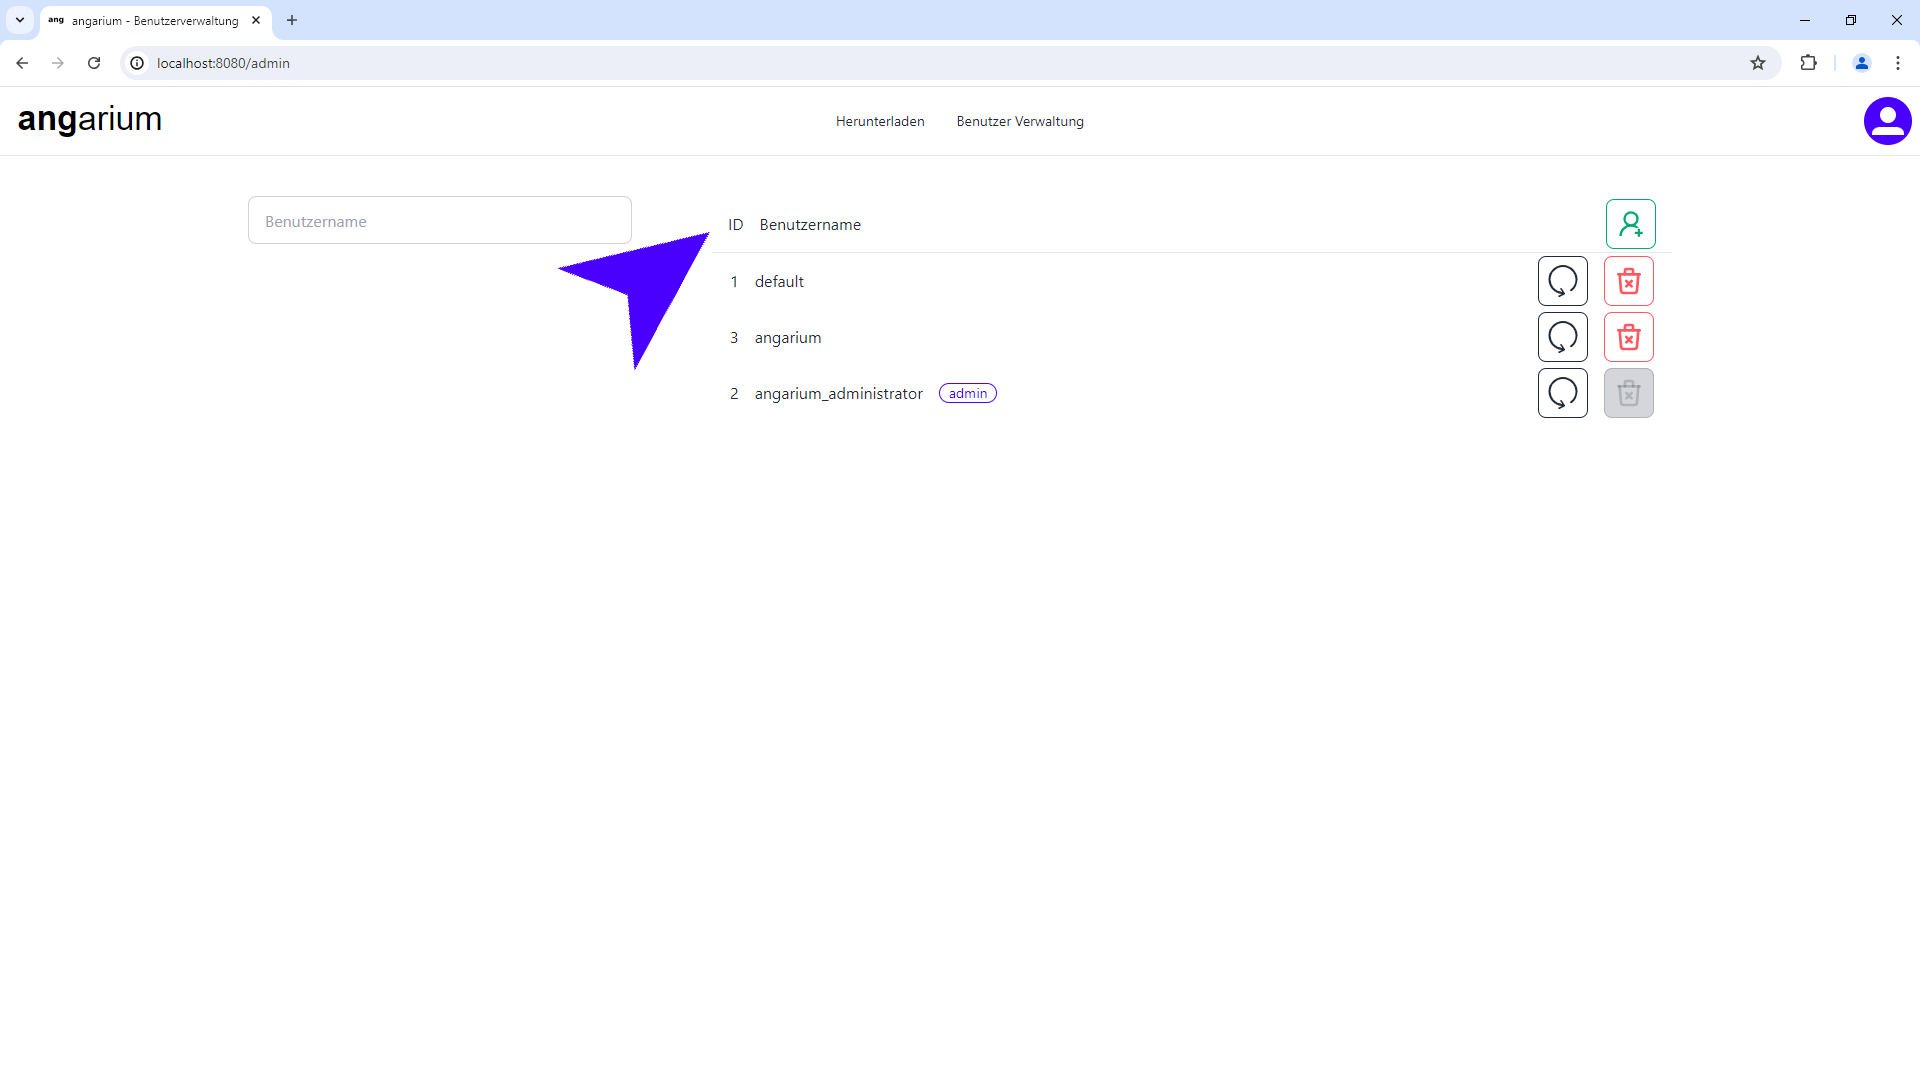 ang angarium - Benutzerverwaltung
localhost:8080/admin
angarium
Herunterladen Benutzer Verwaltung
Benutzername
ID Benutzername
1 default
3 angarium
2 angarium_administrator admin